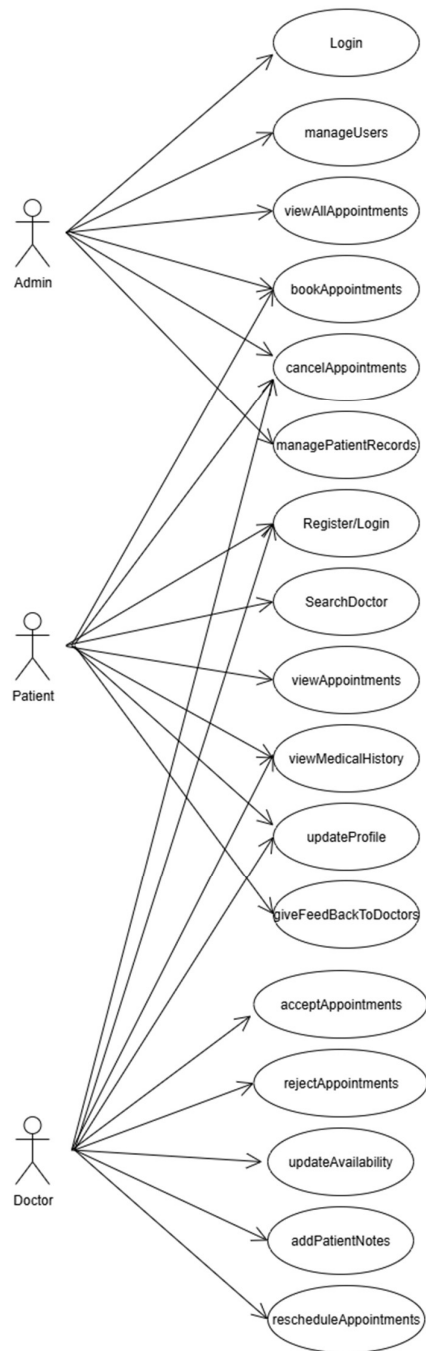 Login
manageUsers
viewAllAppointments
Admin
bookAppointments
cancelAppointments
managePatientRecords
Register/Login
SearchDoctor
Patient
viewAppointments
viewMedicalHistory
updateProfile
giveFeedBackToDoctors
acceptAppointments
rejectAppointments
updateAvailability
Doctor
addPatientNotes
rescheduleAppointments